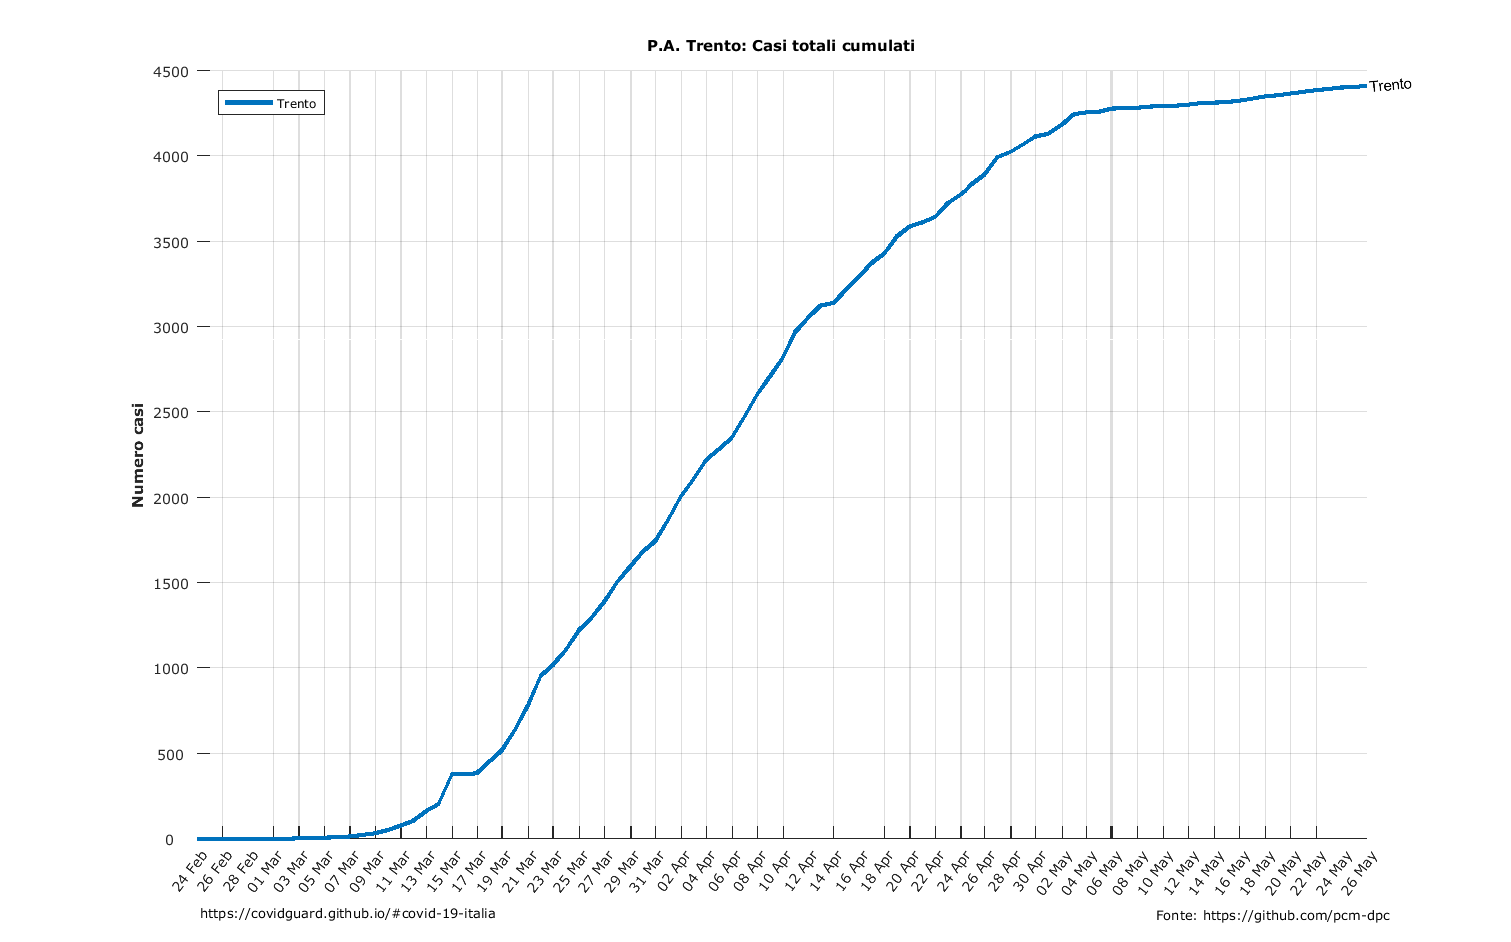 P.A. Trento: Casi totali cumulati
4500
4000
3500
3000
2500
2000
1500
1000
500
0
Numero casi
Trento
Trento
24 Feb
26 Feb
28 Feb
01 Mar
03 Mar
05 Mar
07 Mar
09 Mar
11 Mar
13 Mar
15 Mar
17 Mar
19 Mar
21 Mar
23 Mar
25 Mar
27 Mar
29 Mar
31 Mar
02 Apr
04 Apr
06 Apr
08 Apr
10 Apr
12 Apr
14 Apr
16 Apr
18 Apr
20 Apr
22 Apr
24 Apr
26 Apr
28 Apr
30 Apr
02 May
04 May
06 May
08 May
10 May
12 May
14 May
16 May
18 May
20 May
22 May
24 May
26 May
https://covidguard.github.io/#covid-19-italia
Fonte: https://github.com/pcm-dpc